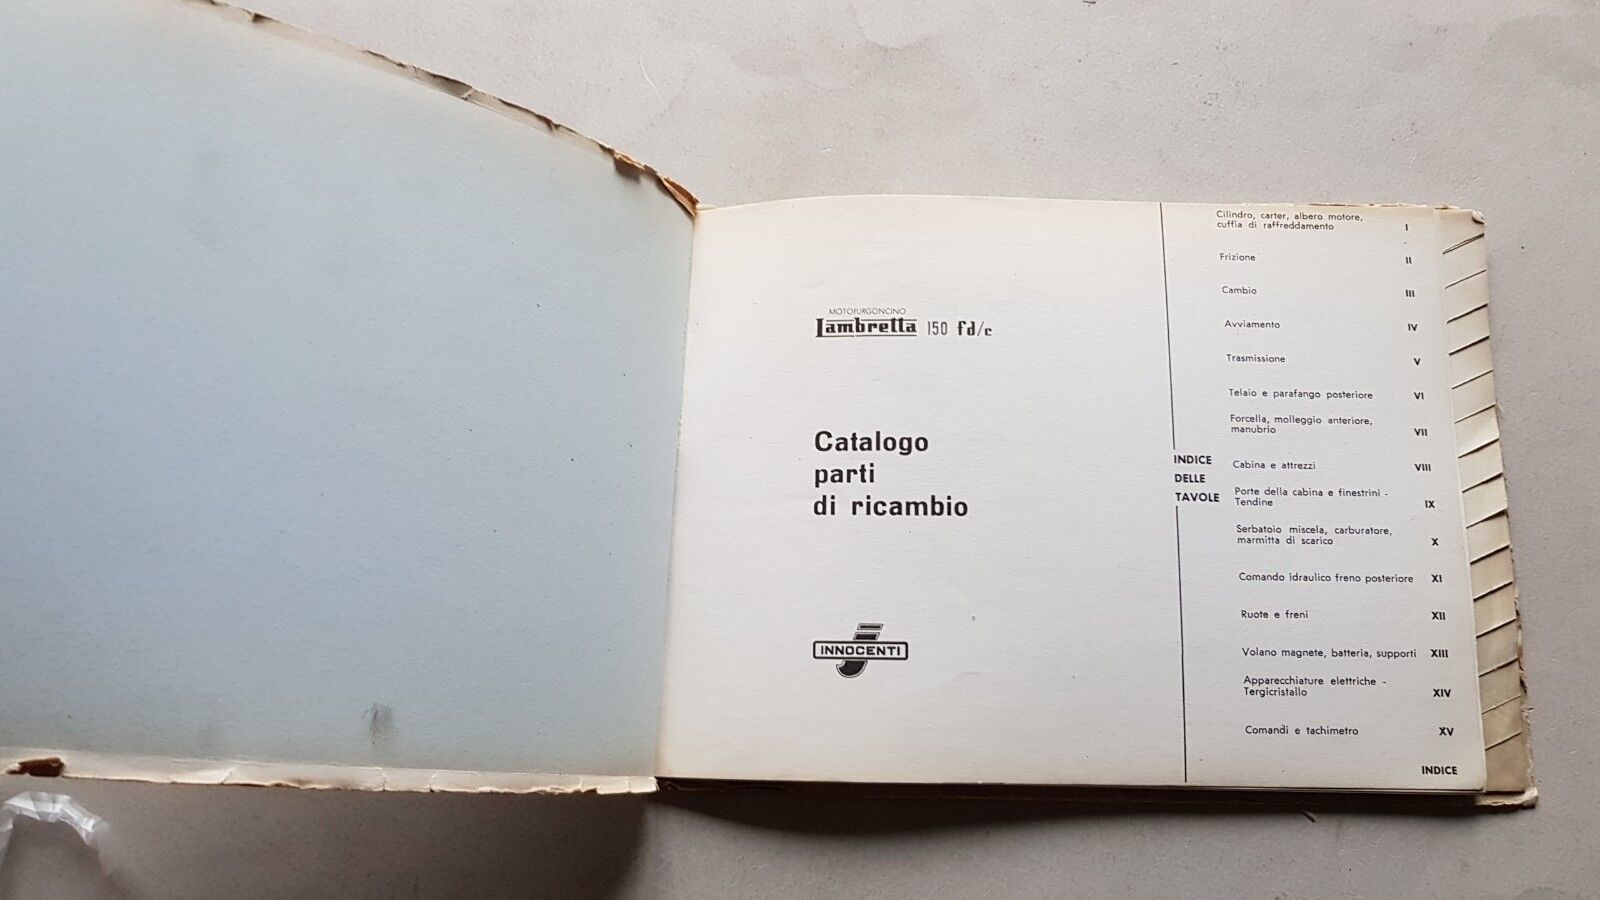 MOTOFURGONCINO
Lambretta 150 fd/c
Catalogo
parti
di ricambio
INNOCENTI
INDICE
DELLE
TAVOLE
Cilindro, carter, albero motore,
cuffia di raffreddamento I
Frizione II
Cambio III
Avviamento IV
Trasmissione V
Telaio e parafango posteriore VI
Forcella, molleggio anteriore,
manubrio VII
Cabina e attrezzi VIII
Porte della cabina e finestrini -
Tendine IX
Serbatoio miscela, carburatore,
marmitta di scarico X
Comando idraulico freno posteriore XI
Ruote e freni XII
Volano magnete, batteria, supporti XIII
Apparecchiature elettriche -
Tergicristallo XIV
Comandi e tachimetro XV
INDICE